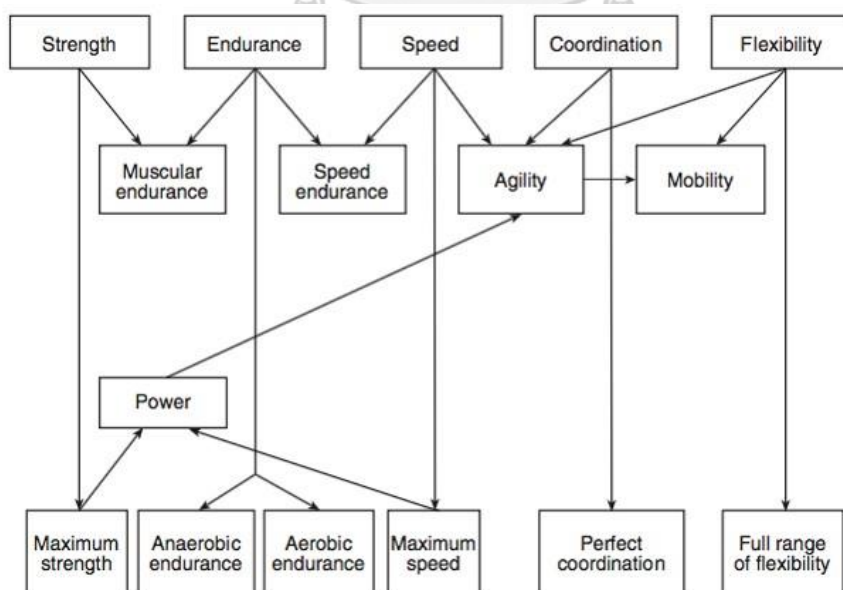 Strength
Endurance
Speed
Coordination
Flexibility
Muscular
endurance
Speed
endurance
Agility
Mobility
Power
Maximum
strength
Anaerobic
endurance
Aerobic
endurance
Maximum
speed
Perfect
coordination
Full range
of flexibility